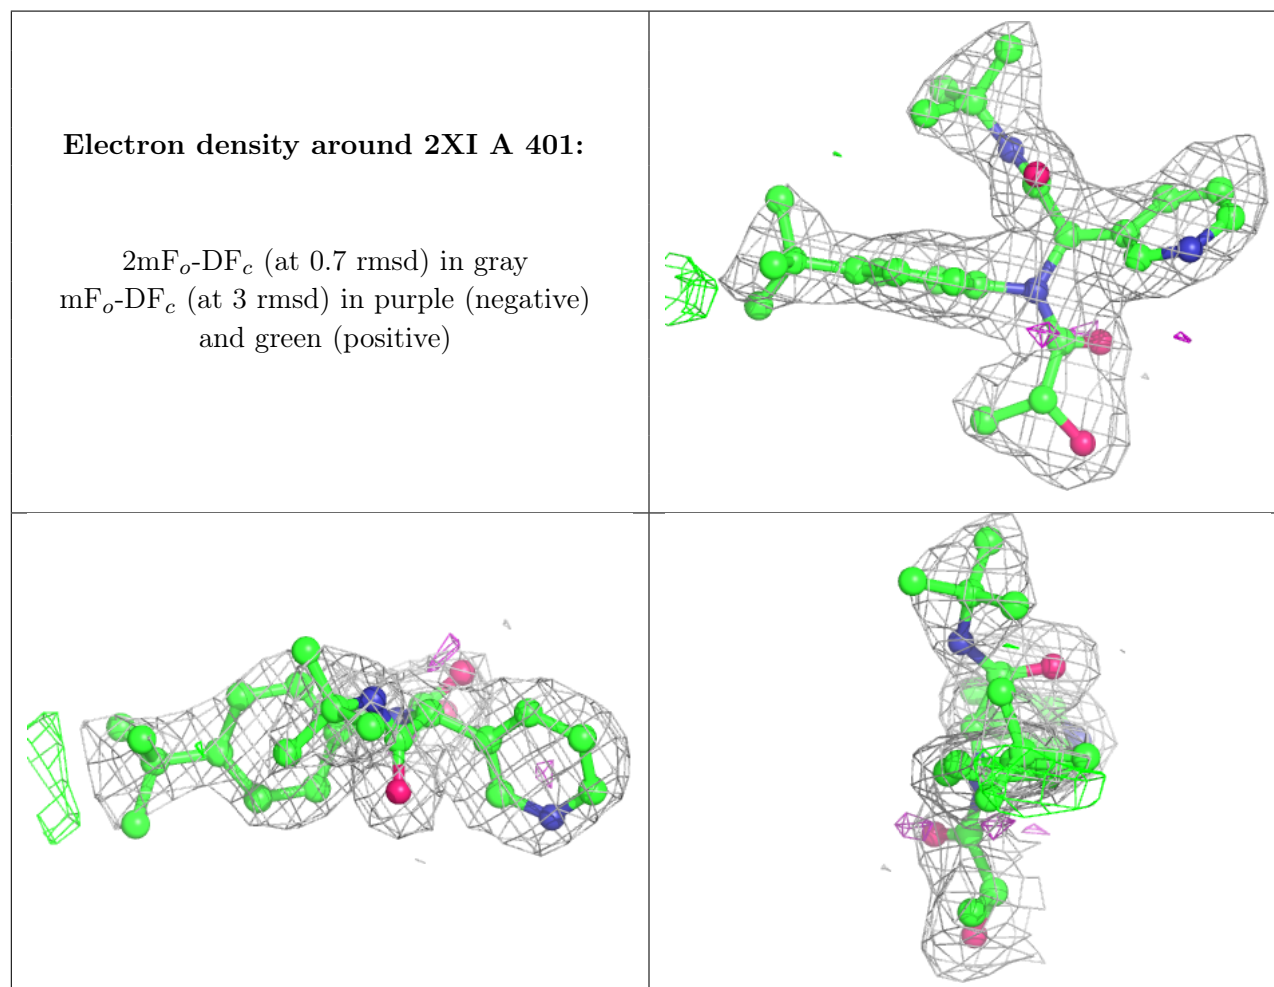 Electron density around 2XI A 401:
2mFo-DFc (at 0.7 rmsd) in gray
mFo-DFc (at 3 rmsd) in purple (negative)
and green (positive)